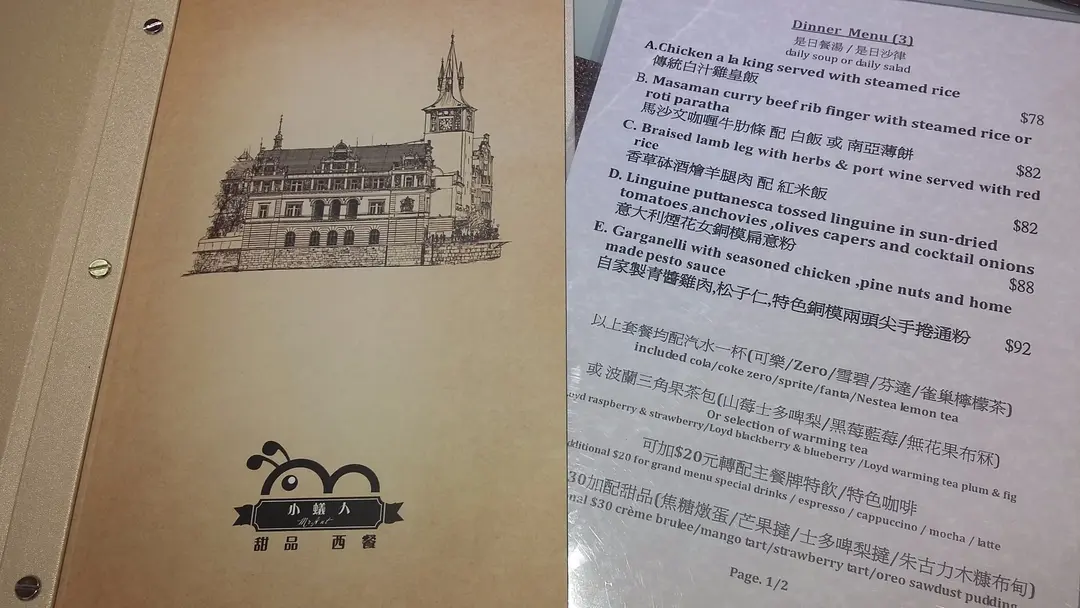 小蟻人
甜品 西餐
Dinner Menu (3)
是日餐湯 / 是日沙律
daily soup or daily salad
A.Chicken a la king served with steamed rice
傳統白汁雞皇飯
$78
B. Masaman curry beef rib finger with steamed rice or
roti paratha
馬沙文咖喱牛肋條 配 白飯 或 南亞薄餅
$82
C. Braised lamb leg with herbs & port wine served with red
rice
香草砵酒燴羊腿肉 配 紅米飯
$82
D. Linguine puttanesca tossed linguine in sun-dried
tomatoes,anchovies ,olives capers and cocktail onions
意大利煙花女銅模扁意粉
$88
E. Garganelli with seasoned chicken ,pine nuts and home
made pesto sauce
自家製青醬雞肉,松子仁,特色銅模兩頭尖手捲通粉
$92
以上套餐均配汽水一杯(可樂/Zero/雪碧/芬達/雀巢檸檬茶)
included cola/coke zero/sprite/fanta/Nestea lemon tea
或 波蘭三角果茶包(山莓士多啤梨/黑莓藍莓/無花果布冧)
Or selection of warming tea
raspberry & strawberry/Loyd blackberry & blueberry /Loyd warming tea plum & fig
可加$20元轉配主餐牌特飲/特色咖啡
$20 for grand menu special drinks / espresso / cappuccino / mocha / latte
30加配甜品(焦糖燉蛋/芒果撻/士多啤梨撻/朱古力木糠布甸)
$30 crème brulee/mango tart/strawberry tart/oreo sawdust pudding
Page. 1/2